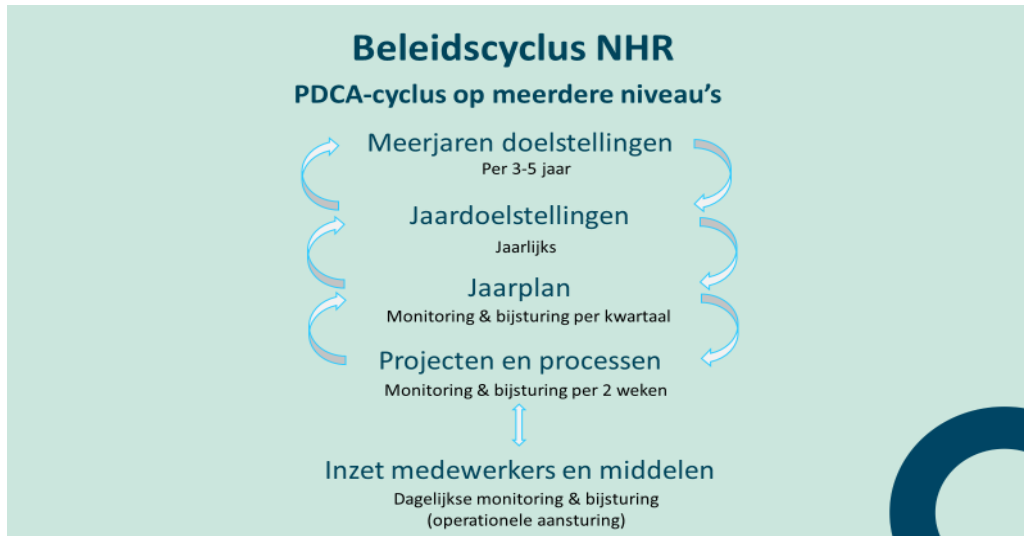 Beleidscyclus NHR
PDCA-cyclus op meerdere niveau's
Meerjaren doelstellingen
Per 3-5 jaar
Jaardoelstellingen
Jaarlijks
Jaarplan
Monitoring & bijsturing per kwartaal
Projecten en processen
Monitoring & bijsturing per 2 weken
Inzet medewerkers en middelen
Dagelijkse monitoring & bijsturing
(operationele aansturing)